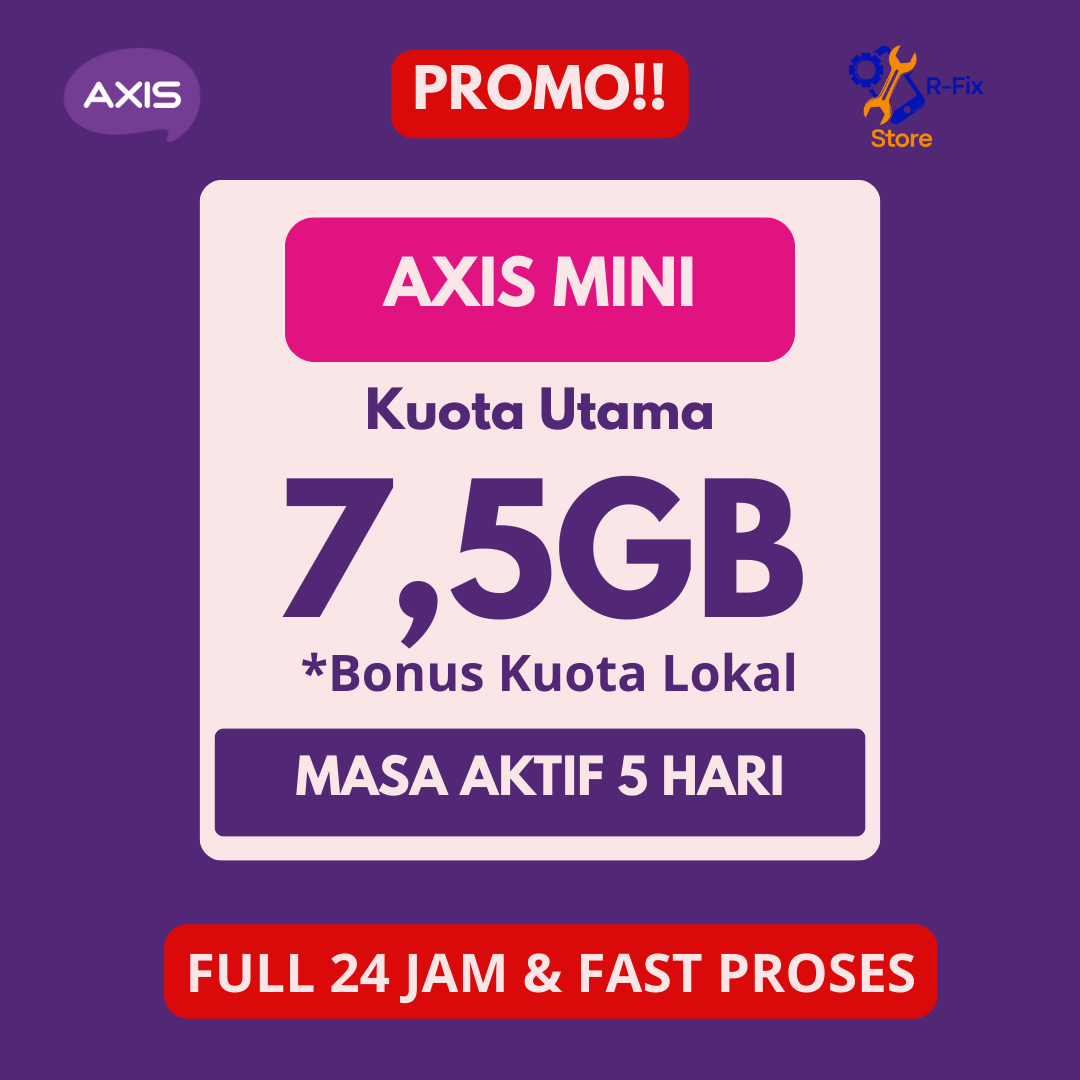 AXIS
PROMO!!
R-Fix
Store
AXIS MINI
Kuota Utama
7,5GB
*Bonus Kuota Lokal
MASA AKTIF 5 HARI
FULL 24 JAM & FAST PROSES